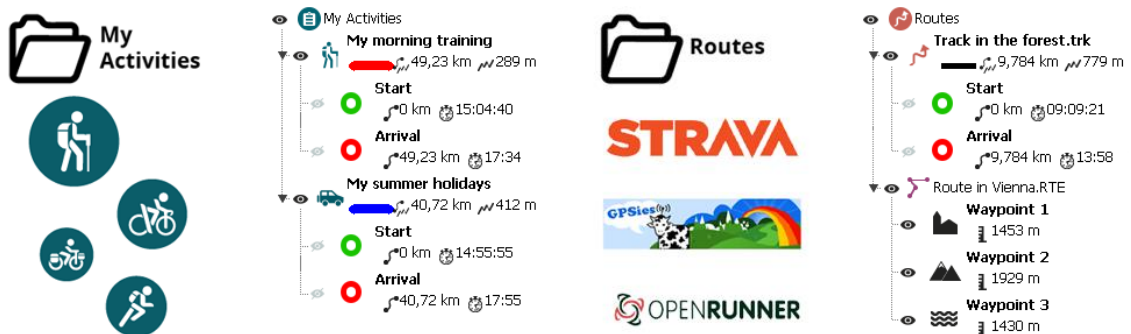 My
Activities
My Activities
My morning training
49,23 km 289 m
Start
0 km 15:04:40
Arrival
49,23 km 17:34
My summer holidays
40,72 km 412 m
Start
0 km 14:55:55
Arrival
40,72 km 17:55
Routes
STRAVA
GPSies
OPENRUNNER
Routes
Track in the forest.trk
9,784 km 779 m
Start
0 km 09:09:21
Arrival
9,784 km 13:58
Route in Vienna.RTE
Waypoint 1
1453 m
Waypoint 2
1929 m
Waypoint 3
1430 m